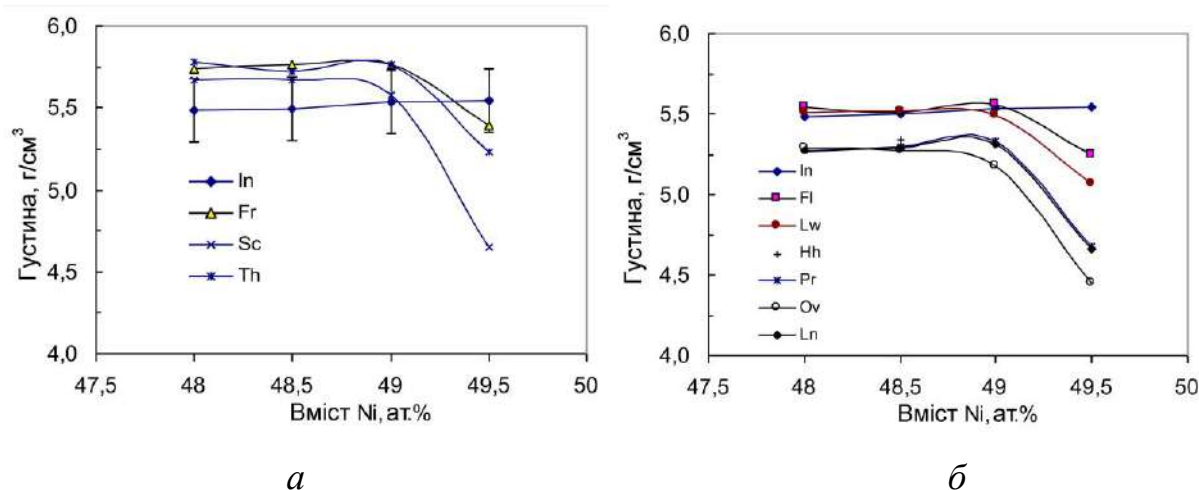 6,0
5,5
5,0
4,5
4,0
Густина, г/см³
In
Fr
Sc
Th
47,5 48 48,5 49 49,5 50
Вміст Ni, ат.%
а
6,0
5,5
5,0
4,5
4,0
Густина, г/см³
In
Fl
Lw
Hh
Pr
Ov
Ln
47,5 48 48,5 49 49,5 50
Вміст Ni, ат.%
б